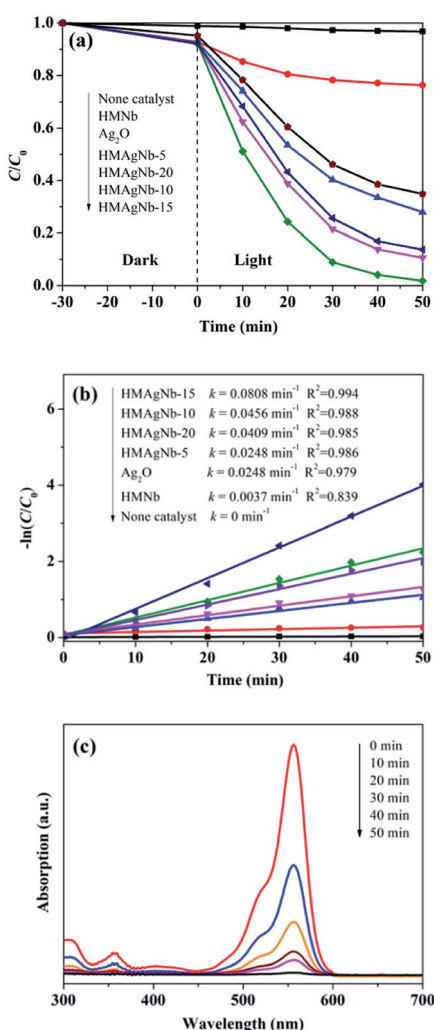 (a)
1.0
0.8
0.6
0.4
0.2
0.0
C/C0
None catalyst
HMNb
Ag2O
HMAgNb-5
HMAgNb-20
HMAgNb-10
HMAgNb-15
Dark
Light
-30 -20 -10 0 10 20 30 40 50
Time (min)
(b)
HMAgNb-15 k = 0.0808 min-1 R2=0.994
HMAgNb-10 k = 0.0456 min-1 R2=0.988
HMAgNb-20 k = 0.0409 min-1 R2=0.985
HMAgNb-5 k = 0.0248 min-1 R2=0.986
Ag2O k = 0.0248 min-1 R2=0.979
HMNb k = 0.0037 min-1 R2=0.839
None catalyst k = 0 min-1
6
4
2
0
-ln(C/C0)
0 10 20 30 40 50
Time (min)
(c)
0 min
10 min
20 min
30 min
40 min
50 min
Absorption (a.u.)
300 400 500 600 700
Wavelength (nm)